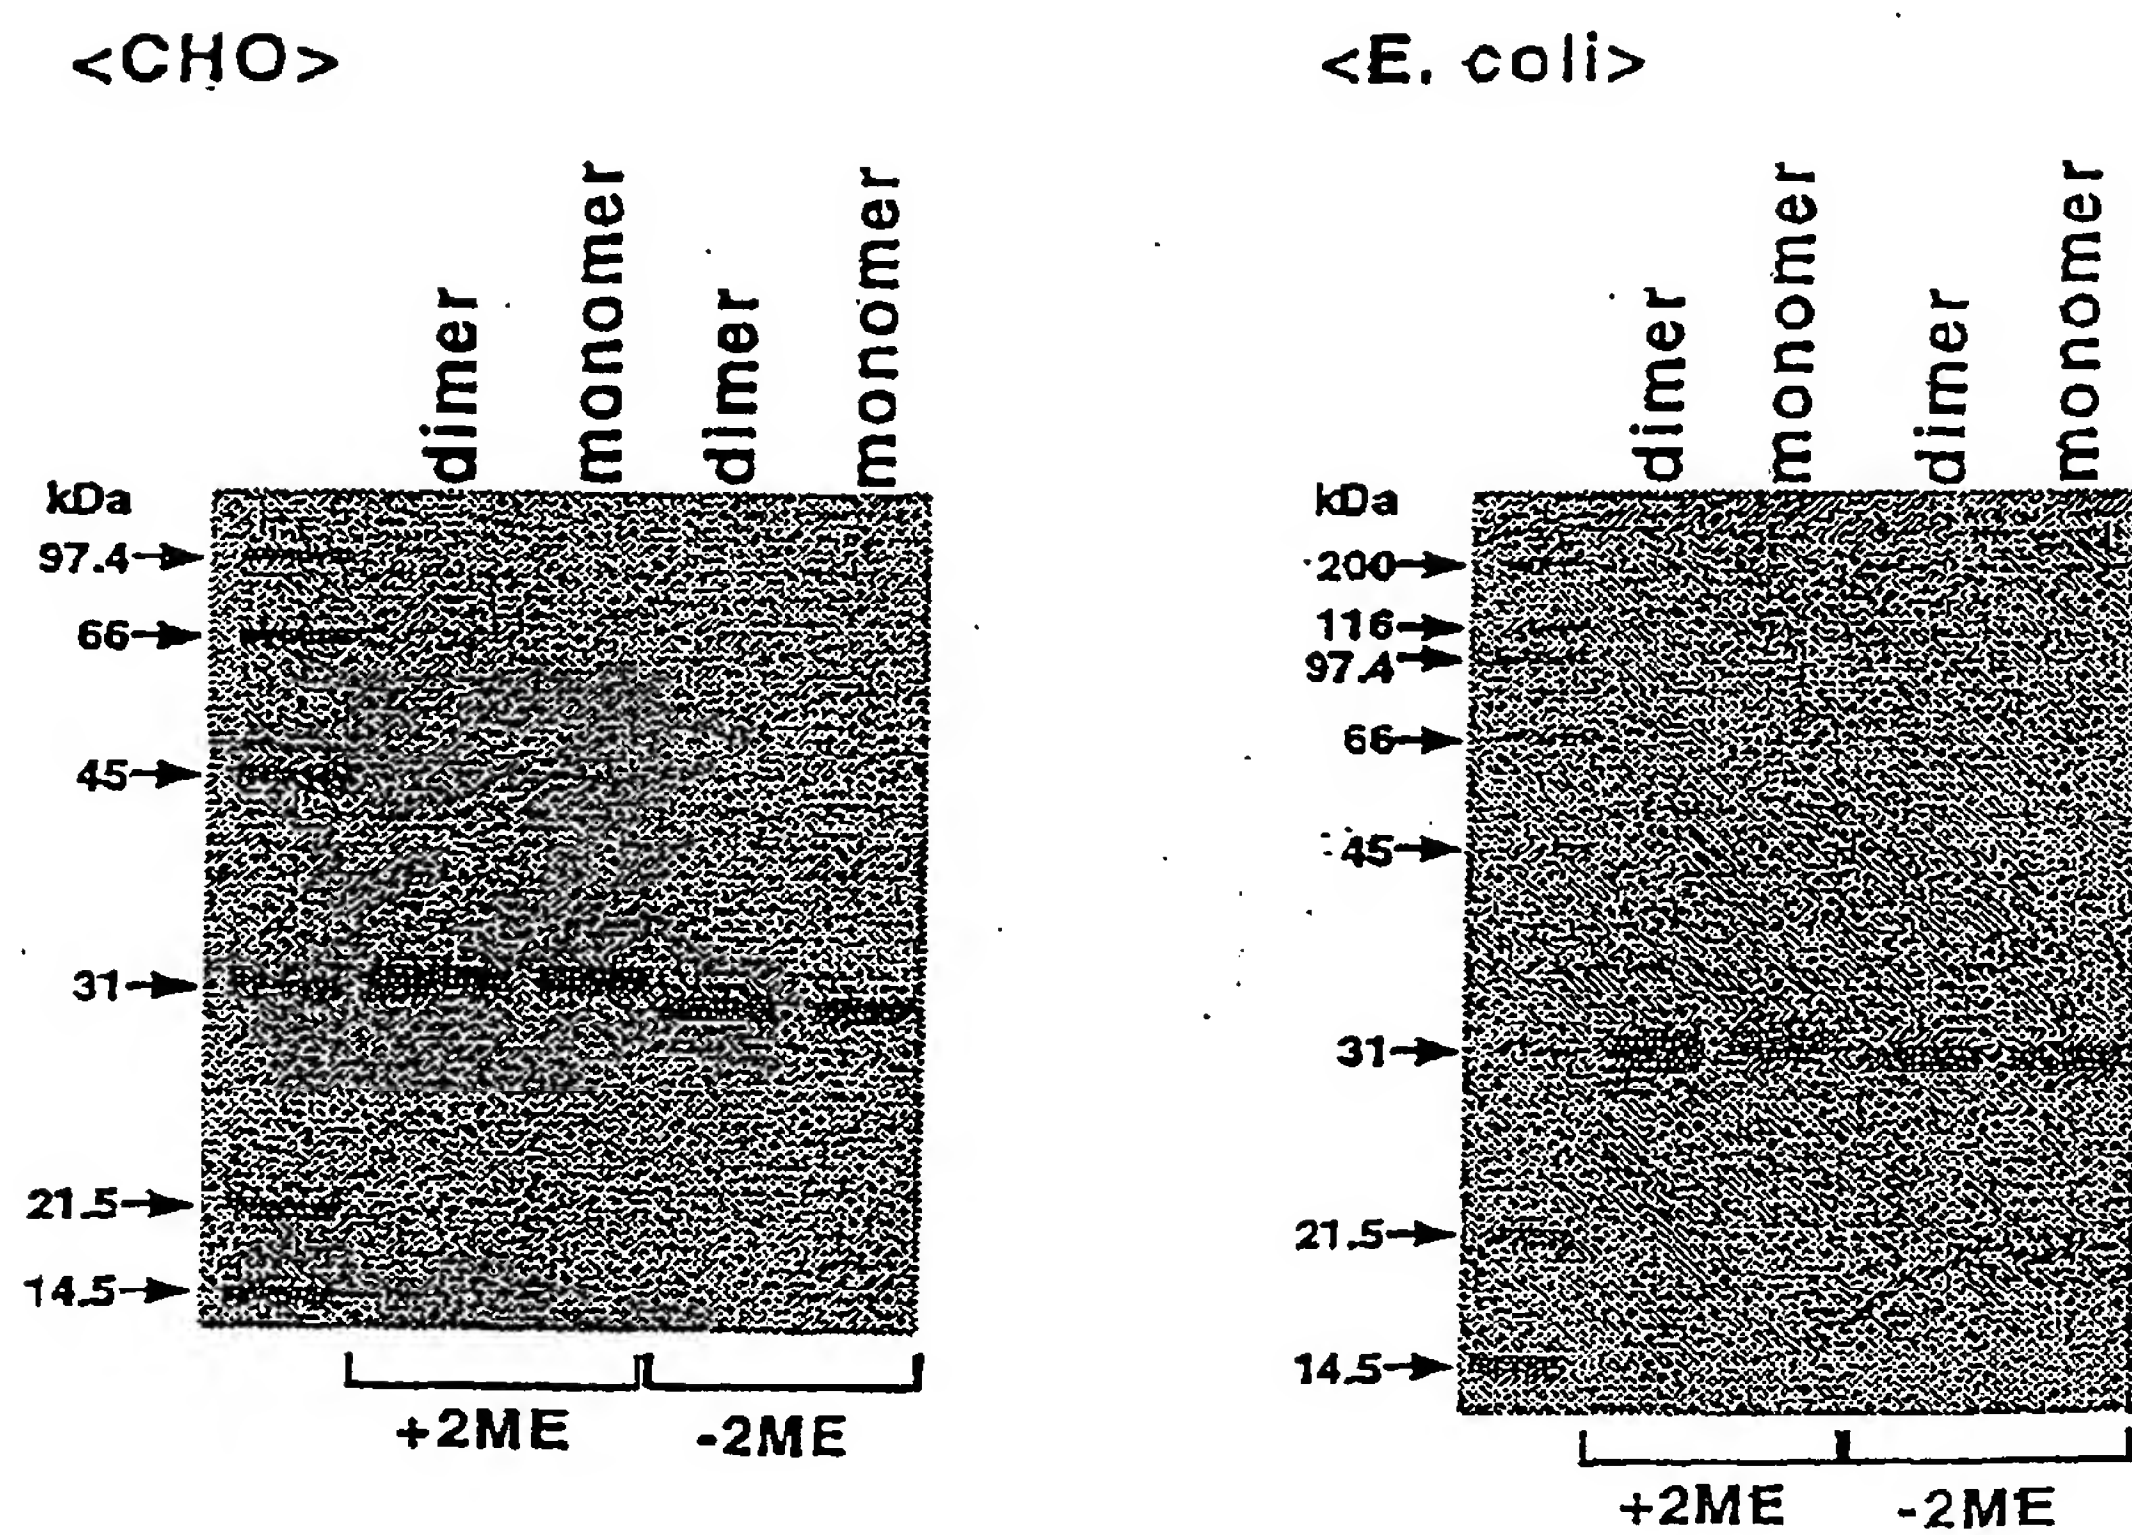 <CHO>
dimer
monomer
dimer
monomer
kDa
97.4
66
45
31
21.5
14.5
+2ME
-2ME
<E. coli>
dimer
monomer
dimer
monomer
kDa
200
116
97.4
66
45
31
21.5
14.5
+2ME
-2ME